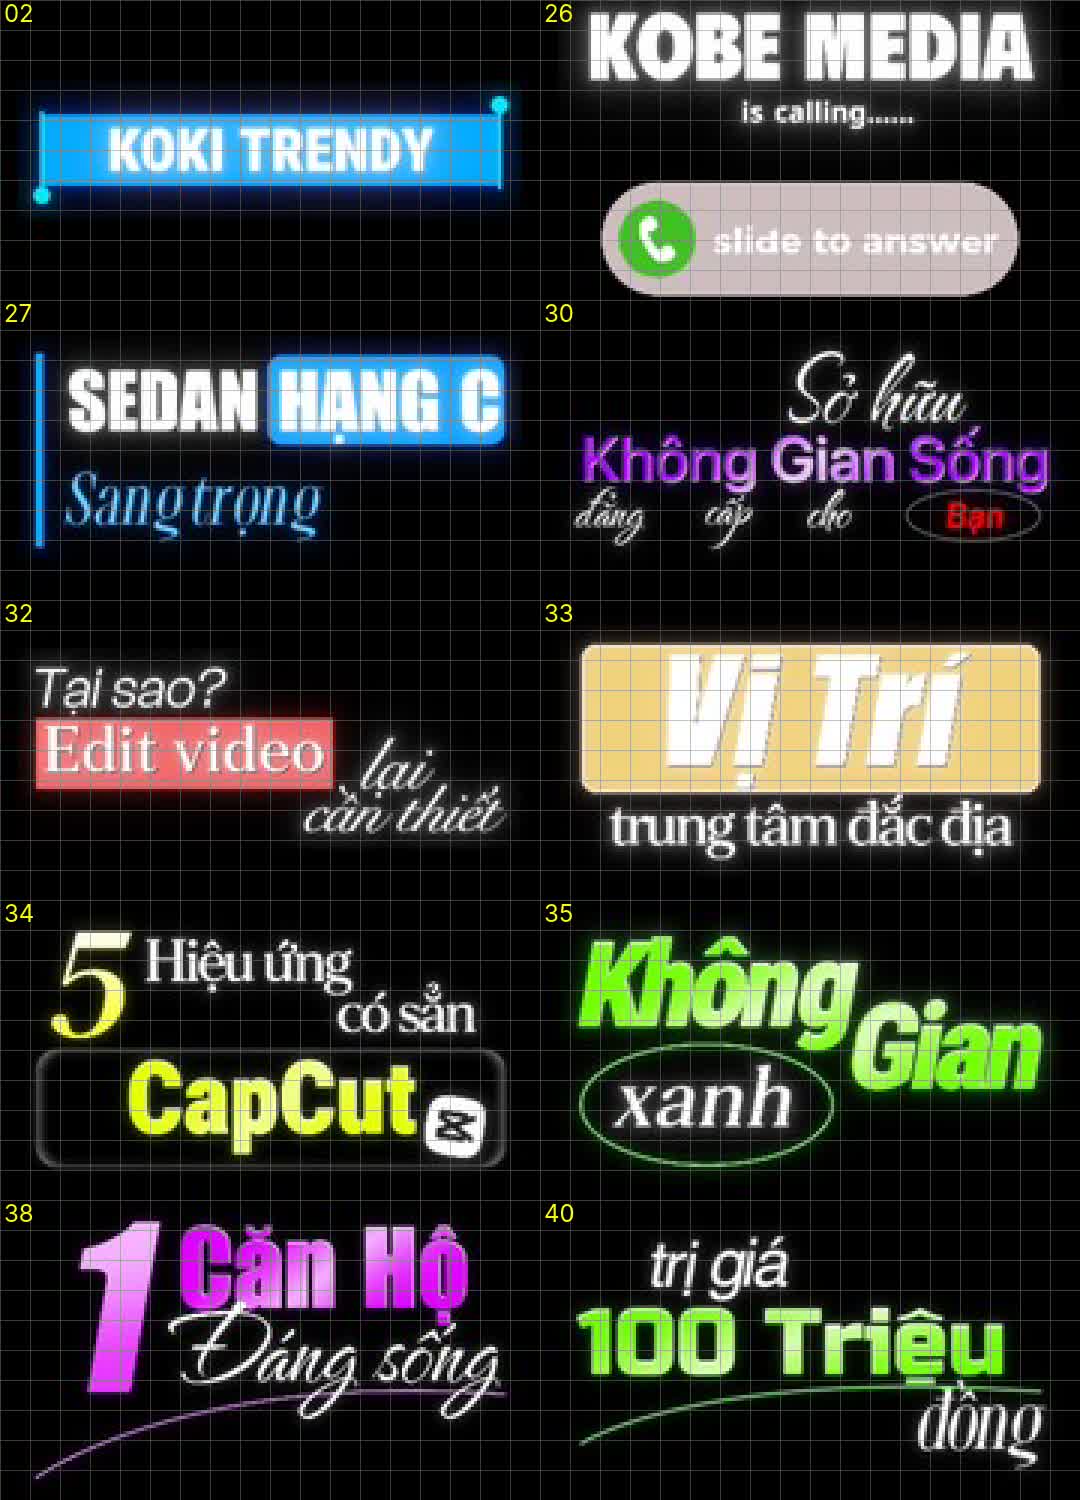 02
KOKI TRENDY
26
KOBE MEDIA
is calling......
slide to answer
27
SEDAN HẠNG C
Sang trọng
30
Sở hữu
Không Gian Sống
đẳng cấp cho Bạn
32
Tại sao?
Edit video
lại
cần thiết
33
Vị Trí
trung tâm đắc địa
34
5 Hiệu ứng
có sẵn
CapCut
35
Không
Gian
xanh
38
1 Căn Hộ
Đáng sống
40
trị giá
100 Triệu
đồng